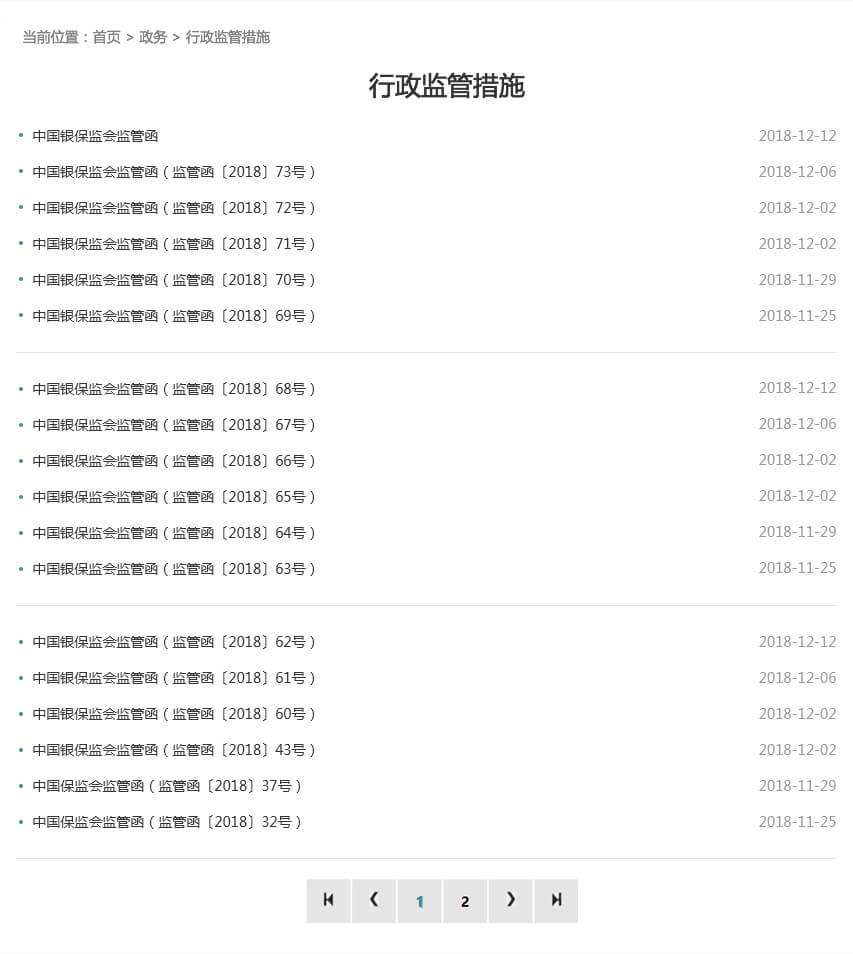 当前位置：首页 > 政务 > 行政监管措施
行政监管措施
中国银保监会监管函 2018-12-12
中国银保监会监管函（监管函〔2018〕73号） 2018-12-06
中国银保监会监管函（监管函〔2018〕72号） 2018-12-02
中国银保监会监管函（监管函〔2018〕71号） 2018-12-02
中国银保监会监管函（监管函〔2018〕70号） 2018-11-29
中国银保监会监管函（监管函〔2018〕69号） 2018-11-25
中国银保监会监管函（监管函〔2018〕68号） 2018-12-12
中国银保监会监管函（监管函〔2018〕67号） 2018-12-06
中国银保监会监管函（监管函〔2018〕66号） 2018-12-02
中国银保监会监管函（监管函〔2018〕65号） 2018-12-02
中国银保监会监管函（监管函〔2018〕64号） 2018-11-29
中国银保监会监管函（监管函〔2018〕63号） 2018-11-25
中国银保监会监管函（监管函〔2018〕62号） 2018-12-12
中国银保监会监管函（监管函〔2018〕61号） 2018-12-06
中国银保监会监管函（监管函〔2018〕60号） 2018-12-02
中国银保监会监管函（监管函〔2018〕43号） 2018-12-02
中国保监会监管函（监管函〔2018〕37号） 2018-11-29
中国保监会监管函（监管函〔2018〕32号） 2018-11-25
1 2